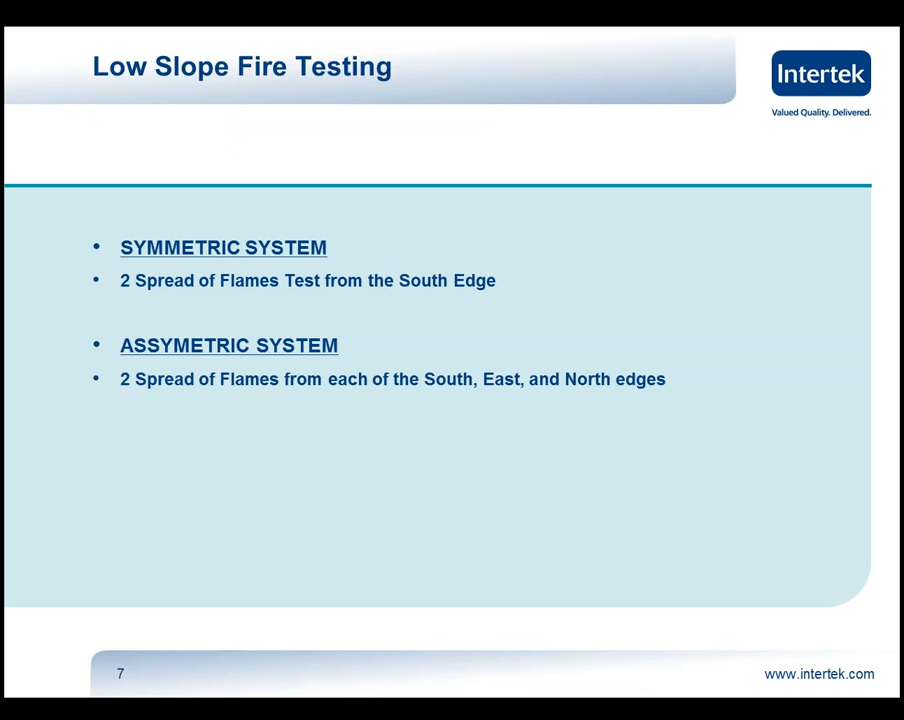 Low Slope Fire Testing
Intertek
Valued Quality. Delivered.
• SYMMETRIC SYSTEM
• 2 Spread of Flames Test from the South Edge
• ASSYMETRIC SYSTEM
• 2 Spread of Flames from each of the South, East, and North edges
7
www.intertek.com